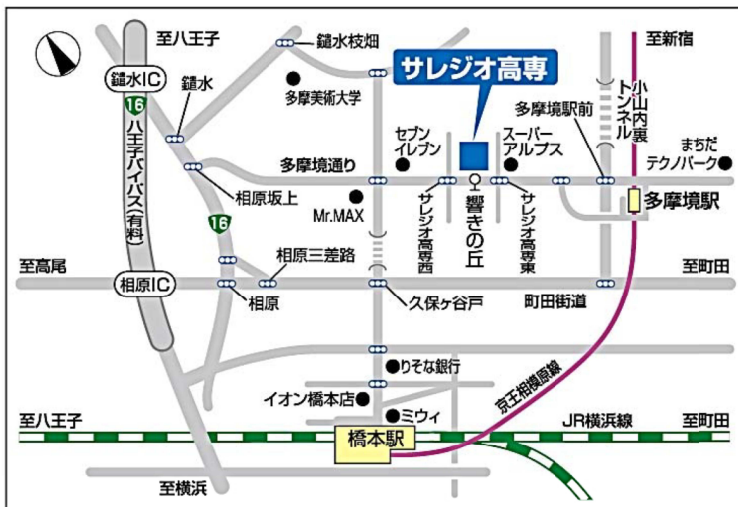 至八王子
鑓水枝畑
サレジオ高専
至新宿
鑓水IC
16
鑓水
多摩美術大学
多摩境駅前
小山内裏
トンネル
セブン
イレブン
スーパー
アルプス
まちだ
テクノパーク
八王子バイパス(有料)
多摩境通り
相原坂上
Mr.MAX
サレジオ高専西
響きの丘
サレジオ高専東
多摩境駅
16
相原三差路
至高尾
相原IC
相原
久保ヶ谷戸
町田街道
至町田
りそな銀行
イオン橋本店
ミウィ
京王相模原線
至八王子
橋本駅
JR横浜線
至町田
至横浜